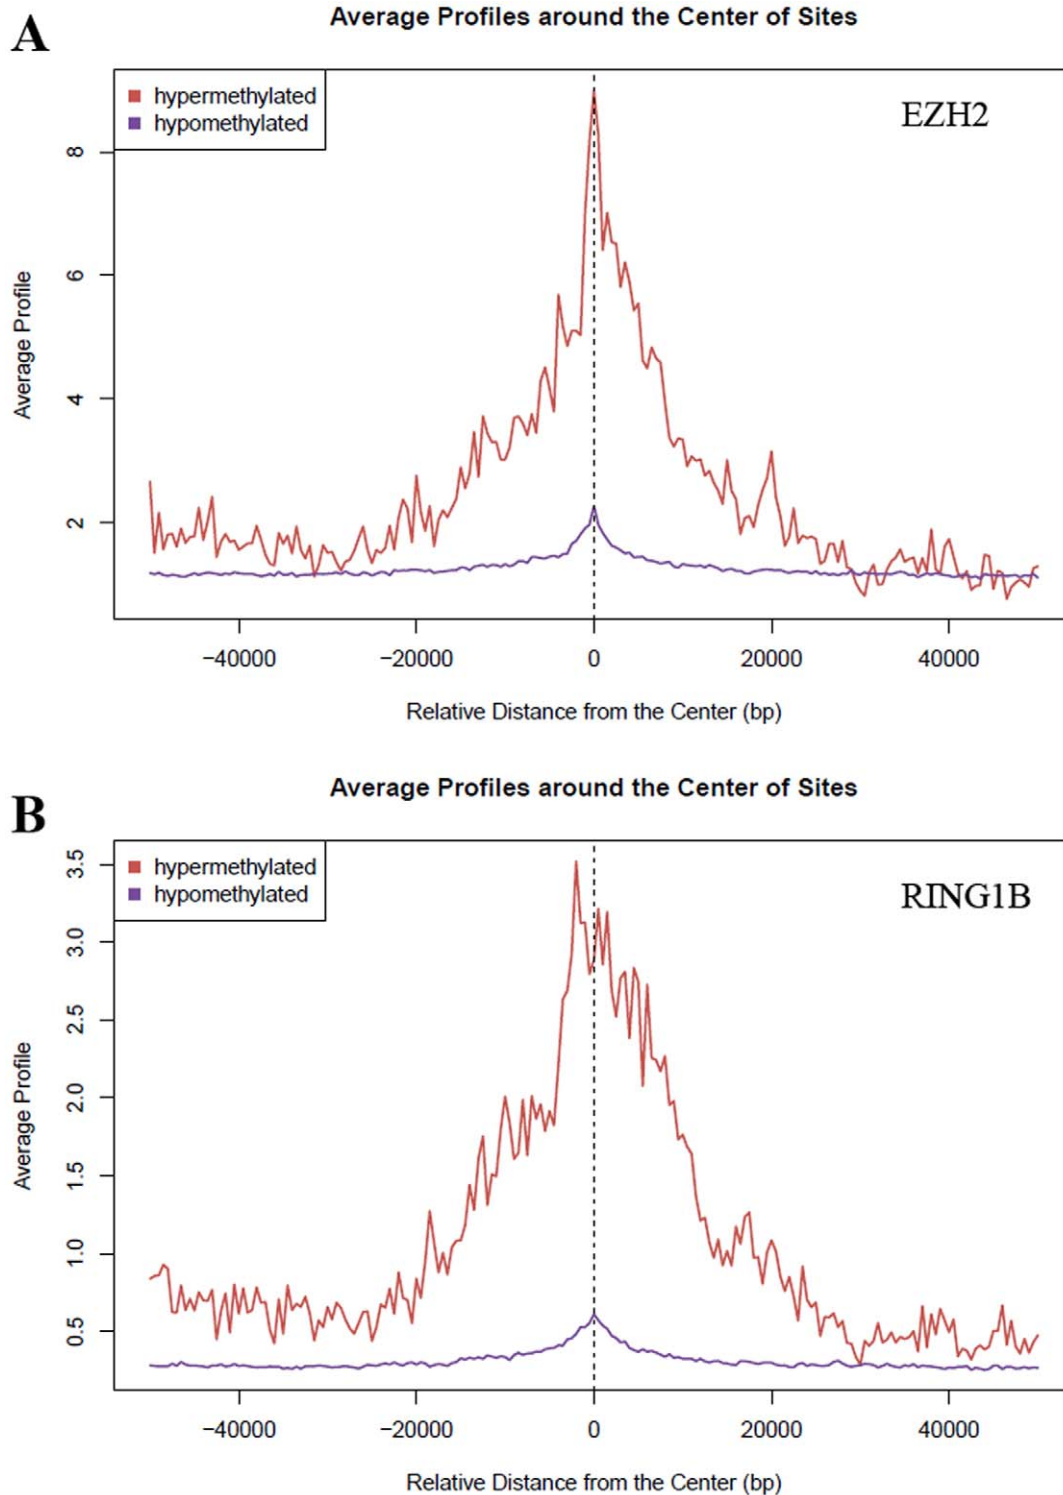 A
Average Profiles around the Center of Sites
hypermethylated
hypomethylated
EZH2
8
6
4
2
Average Profile
−40000 −20000 0 20000 40000
Relative Distance from the Center (bp)
B
Average Profiles around the Center of Sites
hypermethylated
hypomethylated
RING1B
3.5
3.0
2.5
2.0
1.5
1.0
0.5
Average Profile
−40000 −20000 0 20000 40000
Relative Distance from the Center (bp)